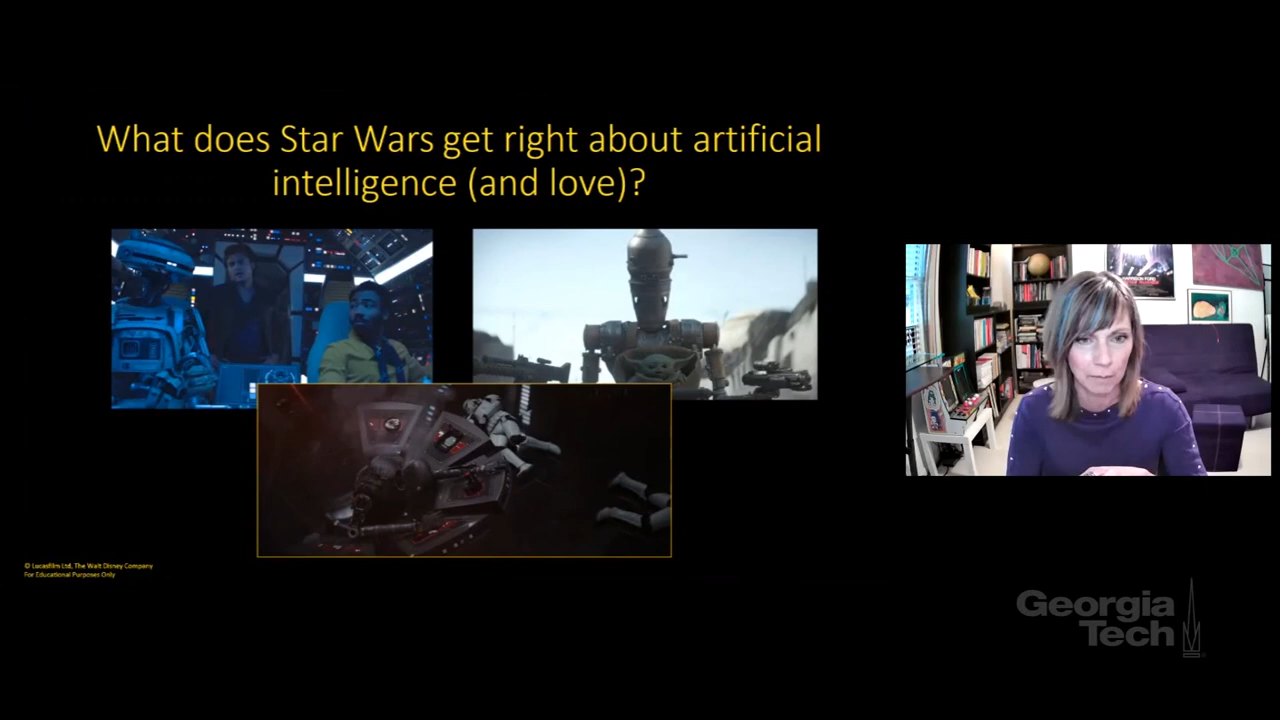 What does Star Wars get right about artificial
intelligence (and love)?
© Lucasfilm Ltd, The Walt Disney Company
For Educational Purposes Only
Georgia
Tech